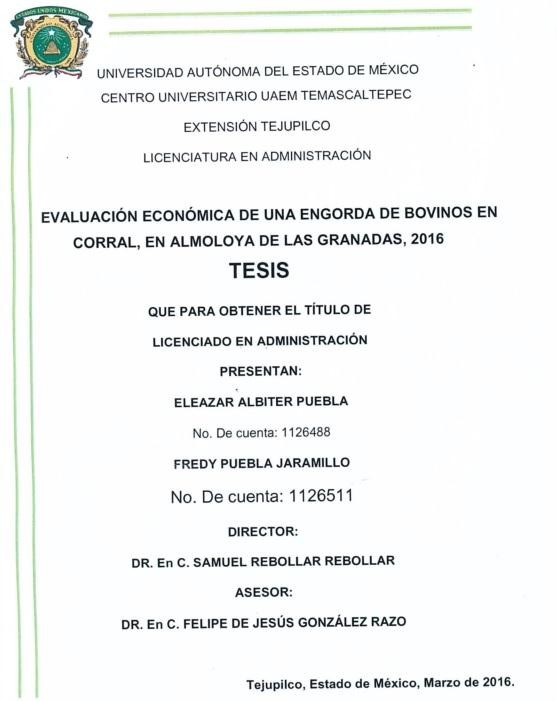 ESTADOS UNIDOS MEXICANOS
UNIVERSIDAD AUTÓNOMA DEL ESTADO DE MÉXICO
CENTRO UNIVERSITARIO UAEM TEMASCALTEPEC
EXTENSIÓN TEJUPILCO
LICENCIATURA EN ADMINISTRACIÓN
EVALUACIÓN ECONÓMICA DE UNA ENGORDA DE BOVINOS EN
CORRAL, EN ALMOLOYA DE LAS GRANADAS, 2016
TESIS
QUE PARA OBTENER EL TÍTULO DE
LICENCIADO EN ADMINISTRACIÓN
PRESENTAN:
ELEAZAR ALBITER PUEBLA
No. De cuenta: 1126488
FREDY PUEBLA JARAMILLO
No. De cuenta: 1126511
DIRECTOR:
DR. En C. SAMUEL REBOLLAR REBOLLAR
ASESOR:
DR. En C. FELIPE DE JESÚS GONZÁLEZ RAZO
Tejupilco, Estado de México, Marzo de 2016.